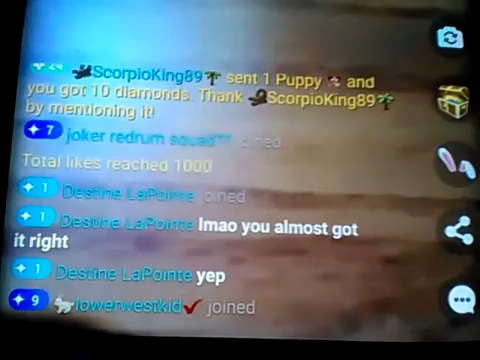 24
🦂ScorpioKing89🌴 sent 1 Puppy 🐶 and
you got 10 diamonds. Thank 🦂ScorpioKing89🌴
by mentioning it!
7 joker redrum squad?? joined
Total likes reached 1000
1 Destine LaPointe joined
1 Destine LaPointe lmao you almost got
it right
1 Destine LaPointe yep
9 🐐lowerwestkid✔ joined